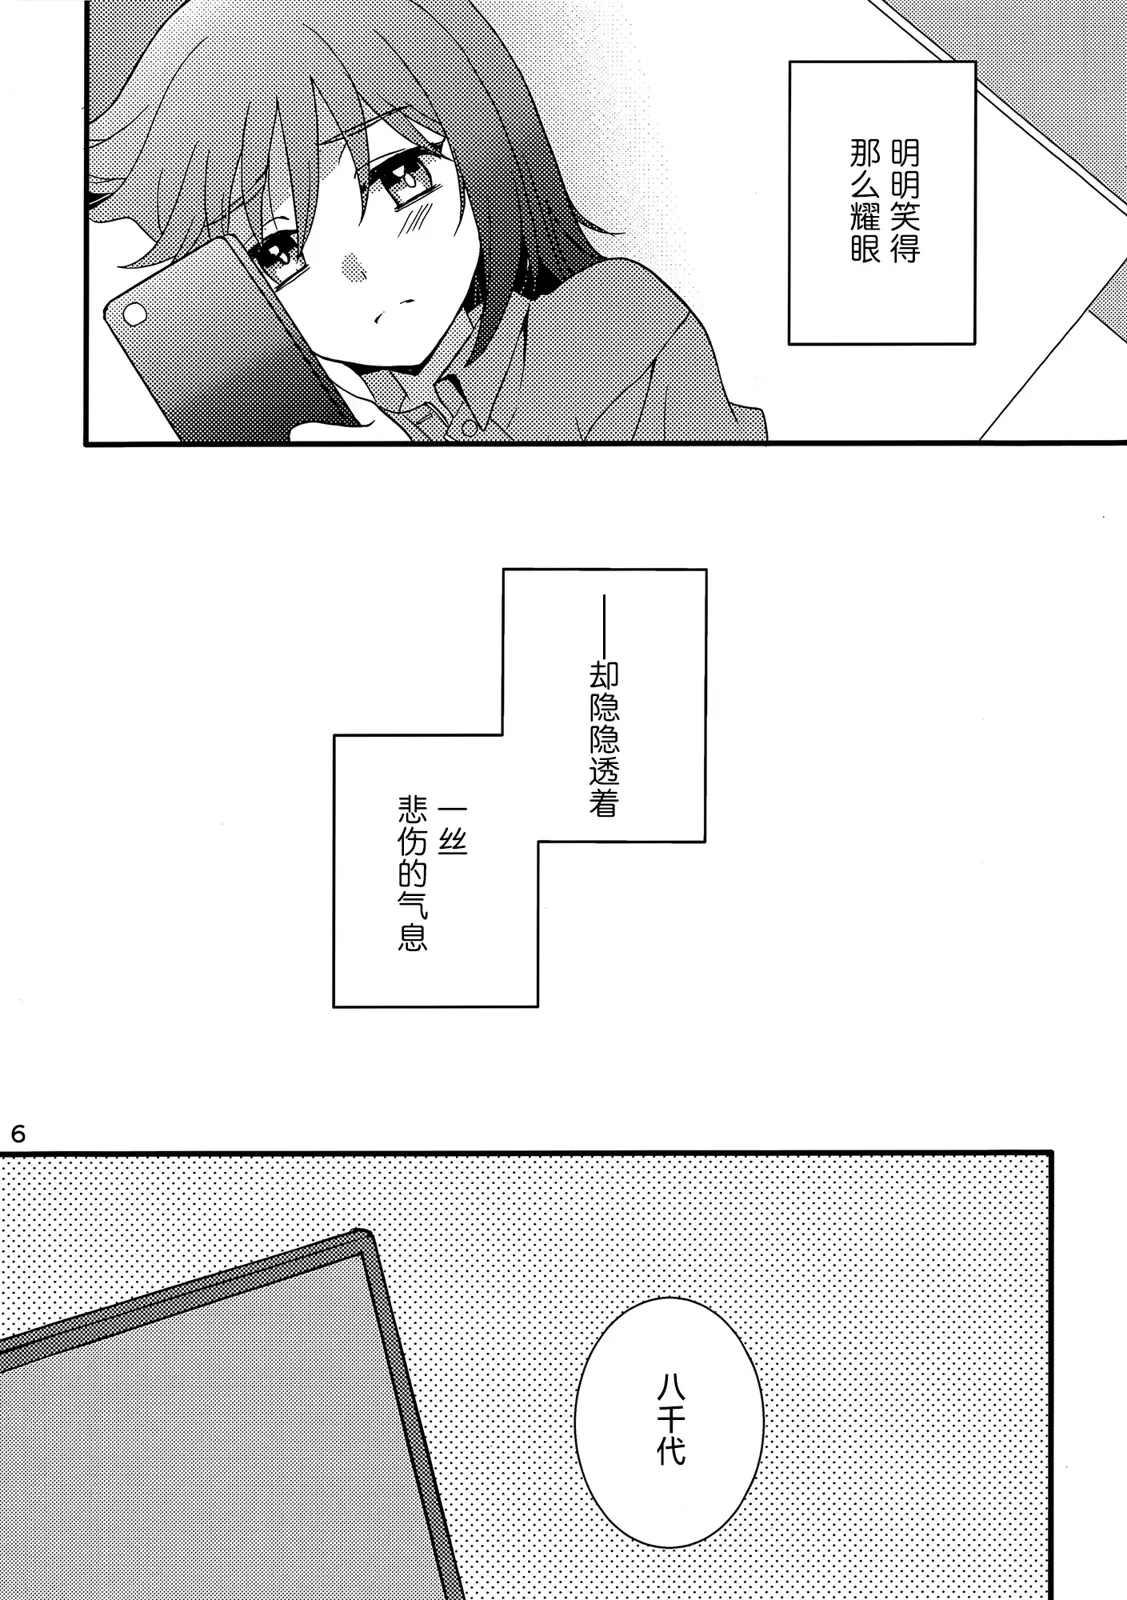 明明笑得
那么耀眼
——却隐隐透着
一丝
悲伤的气息
6
八千代